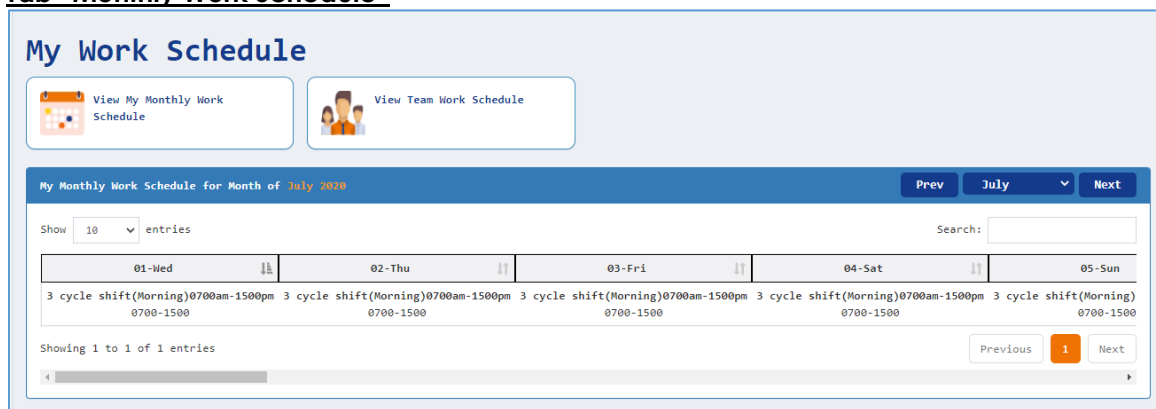 My Work Schedule
View My Monthly Work
Schedule
View Team Work Schedule
My Monthly Work Schedule for Month of July 2020
Prev July Next
Show 10 entries
Search:
01-Wed 02-Thu 03-Fri 04-Sat 05-Sun
3 cycle shift(Morning)0700am-1500pm 3 cycle shift(Morning)0700am-1500pm 3 cycle shift(Morning)0700am-1500pm 3 cycle shift(Morning)0700am-1500pm 3 cycle shift(Morning)
0700-1500 0700-1500 0700-1500 0700-1500 0700-1500
Showing 1 to 1 of 1 entries
Previous 1 Next